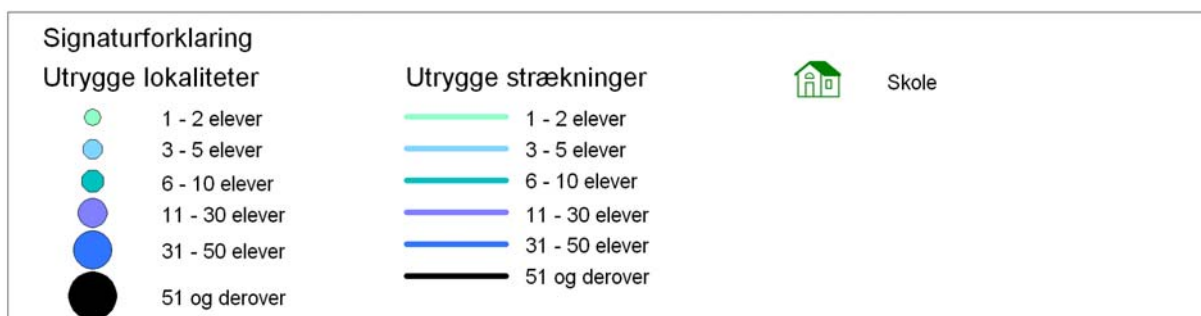 Signaturforklaring
Utrygge lokaliteter
1 - 2 elever
3 - 5 elever
6 - 10 elever
11 - 30 elever
31 - 50 elever
51 og derover
Utrygge strækninger
1 - 2 elever
3 - 5 elever
6 - 10 elever
11 - 30 elever
31 - 50 elever
51 og derover
Skole